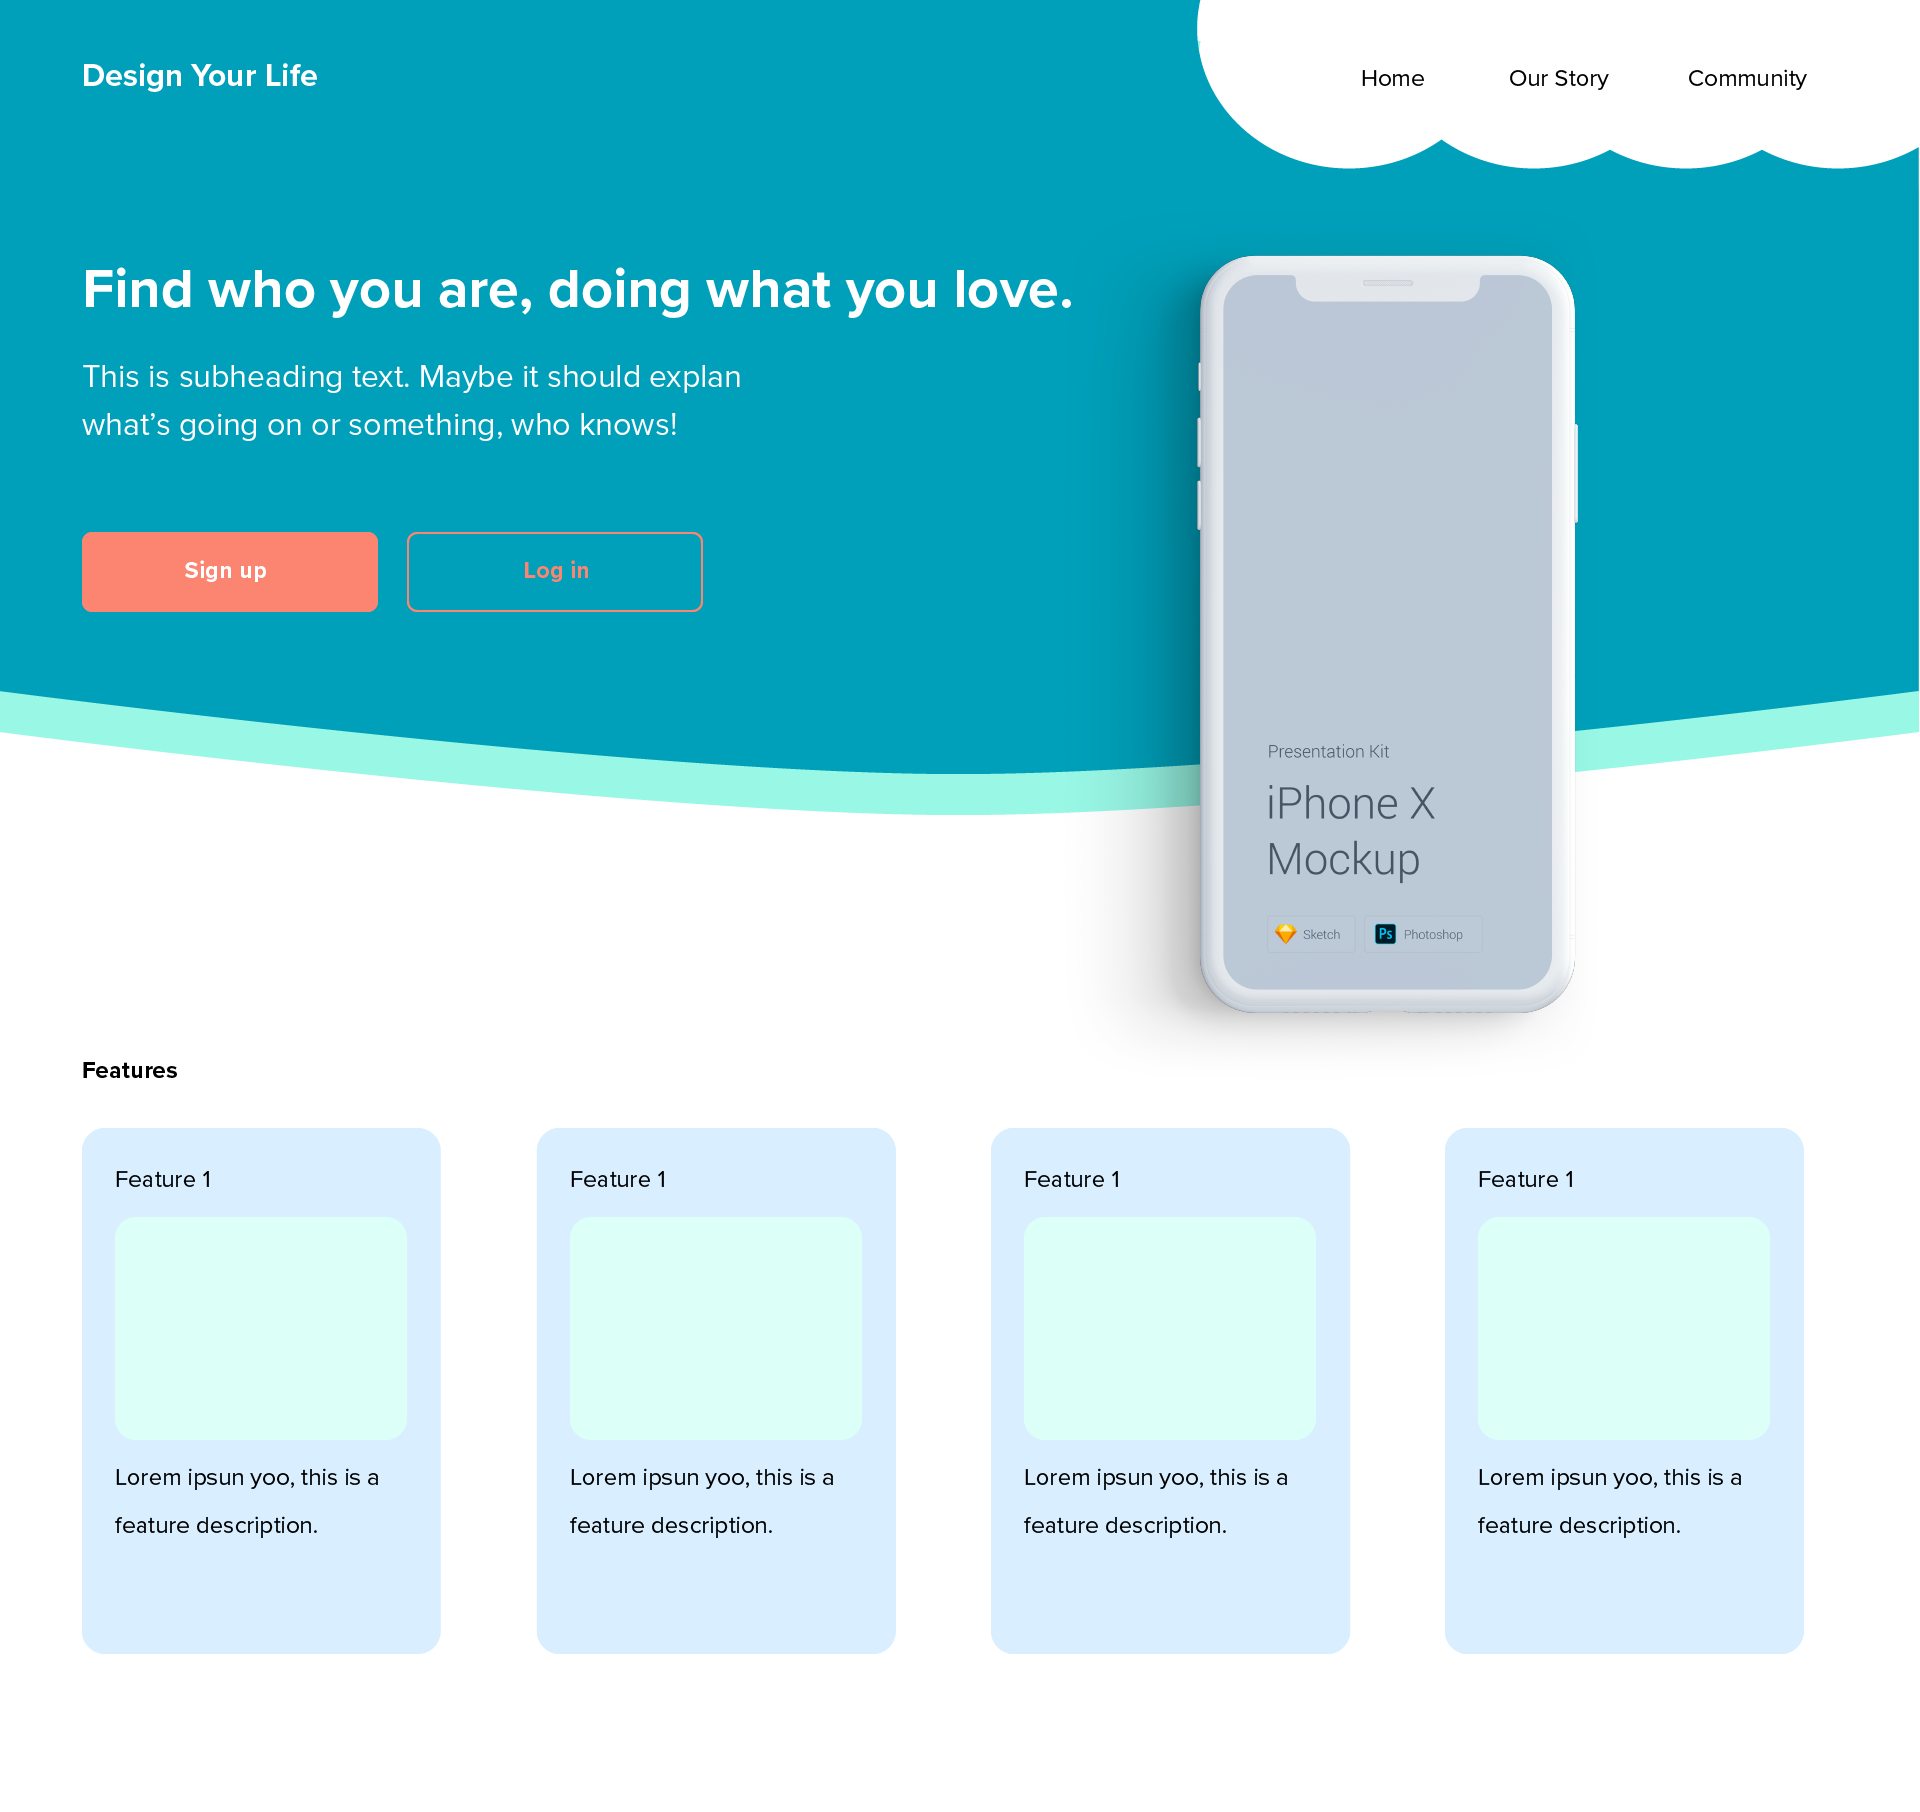 Design Your Life
Home
Our Story
Community
Find who you are, doing what you love.
This is subheading text. Maybe it should explan
what’s going on or something, who knows!
Sign up
Log in
Presentation Kit
iPhone X
Mockup
Sketch
Ps
Photoshop
Features
Feature 1
Lorem ipsun yoo, this is a
feature description.
Feature 1
Lorem ipsun yoo, this is a
feature description.
Feature 1
Lorem ipsun yoo, this is a
feature description.
Feature 1
Lorem ipsun yoo, this is a
feature description.